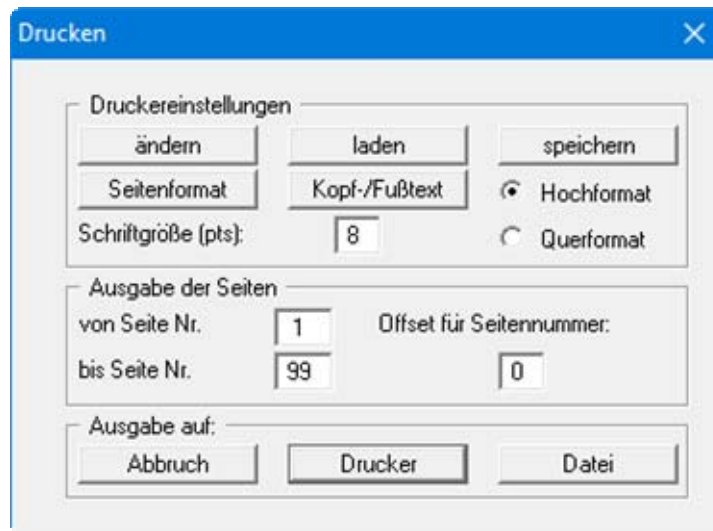 Drucken
Druckereinstellungen
ändern laden speichern
Seitenformat Kopf-/Fußtext Hochformat
Schriftgröße (pts): 8 Querformat
Ausgabe der Seiten
von Seite Nr. 1 Offset für Seitennummer:
bis Seite Nr. 99 0
Ausgabe auf:
Abbruch Drucker Datei